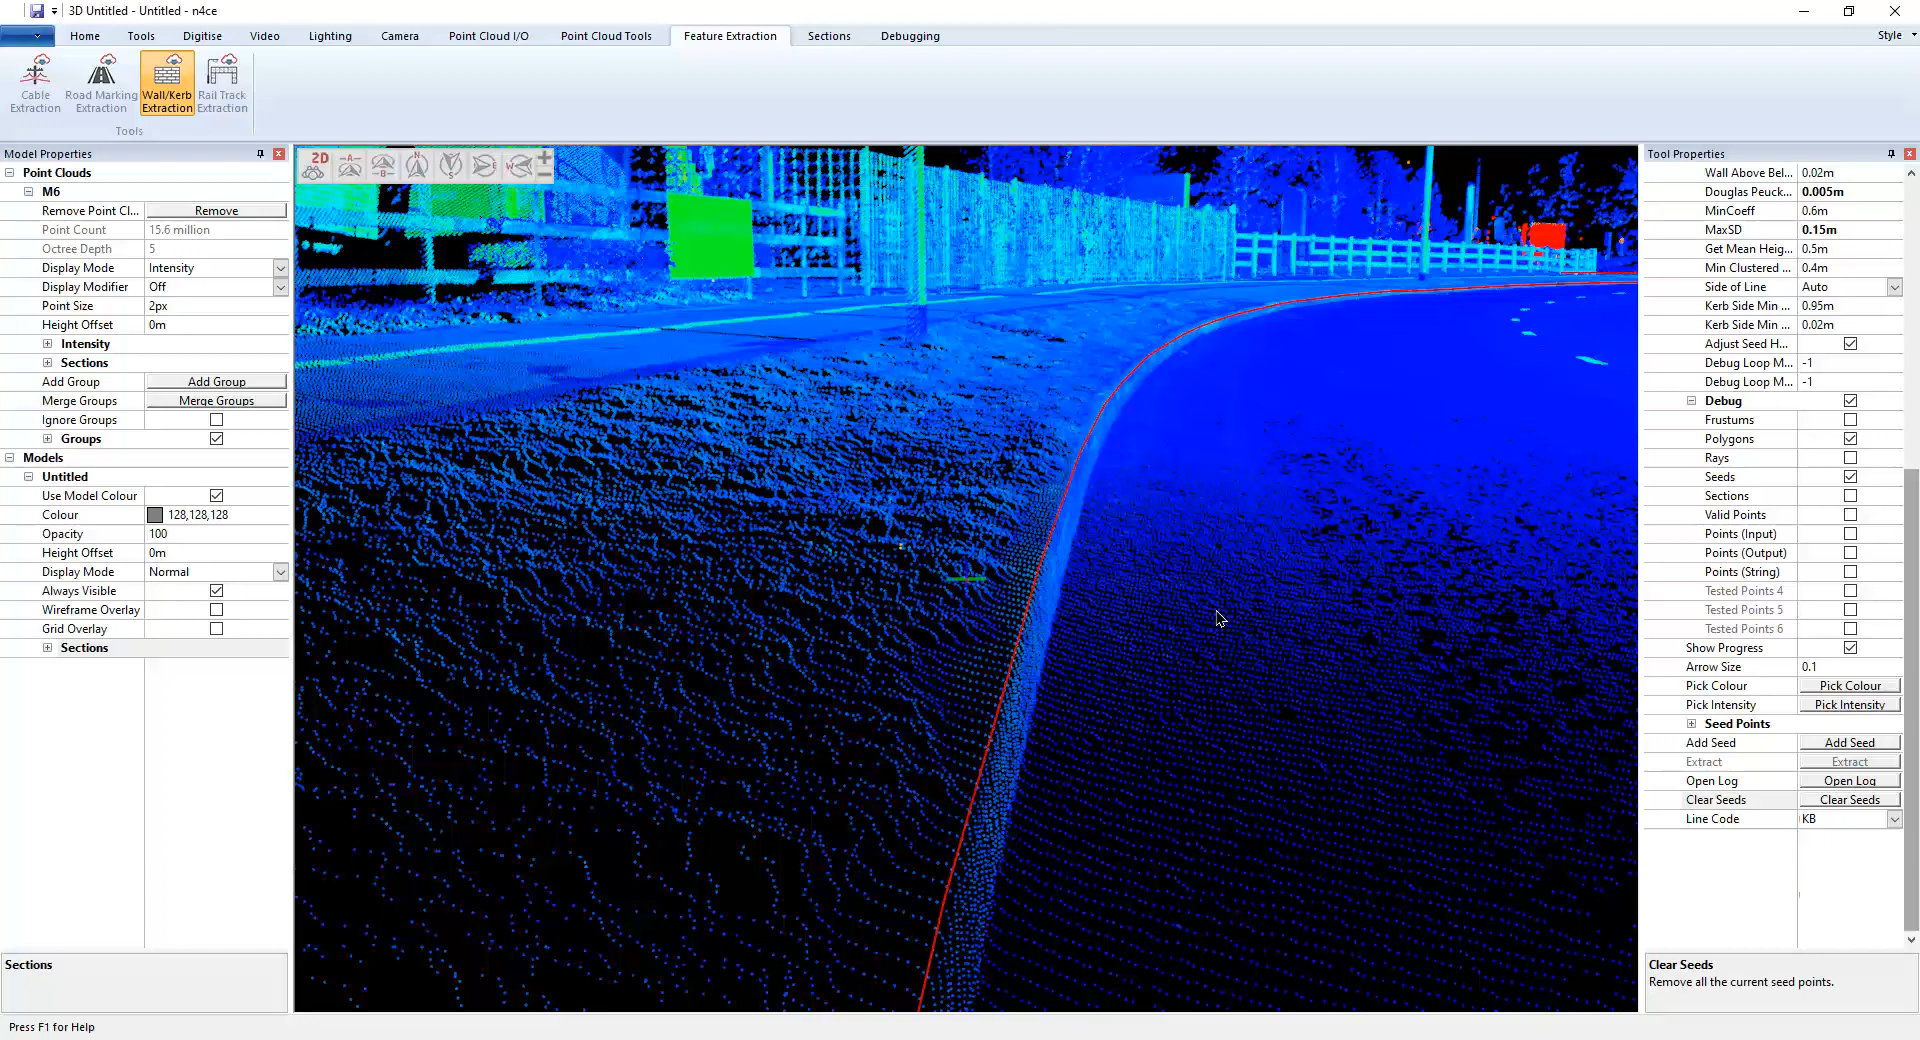 3D Untitled - Untitled - n4ce
Home Tools Digitise Video Lighting Camera Point Cloud I/O Point Cloud Tools Feature Extraction Sections Debugging Style
Cable Extraction
Road Marking Extraction
Wall/Kerb Extraction
Rail Track Extraction
Tools
Model Properties
Point Clouds
M6
Remove Point Cl... Remove
Point Count 15.6 million
Octree Depth 5
Display Mode Intensity
Display Modifier Off
Point Size 2px
Height Offset 0m
Intensity
Sections
Add Group Add Group
Merge Groups Merge Groups
Ignore Groups
Groups
Models
Untitled
Use Model Colour
Colour 128,128,128
Opacity 100
Height Offset 0m
Display Mode Normal
Always Visible
Wireframe Overlay
Grid Overlay
Sections
Sections
Press F1 for Help
2D A B N S E W
Tool Properties
Wall Above Bel... 0.02m
Douglas Peuck... 0.005m
MinCoeff 0.6m
MaxSD 0.15m
Get Mean Heig... 0.5m
Min Clustered ... 0.4m
Side of Line Auto
Kerb Side Min ... 0.95m
Kerb Side Min ... 0.02m
Adjust Seed H...
Debug Loop M... -1
Debug Loop M... -1
Debug
Frustums
Polygons
Rays
Seeds
Sections
Valid Points
Points (Input)
Points (Output)
Points (String)
Tested Points 4
Tested Points 5
Tested Points 6
Show Progress
Arrow Size 0.1
Pick Colour Pick Colour
Pick Intensity Pick Intensity
Seed Points
Add Seed Add Seed
Extract Extract
Open Log Open Log
Clear Seeds Clear Seeds
Line Code KB
Clear Seeds
Remove all the current seed points.